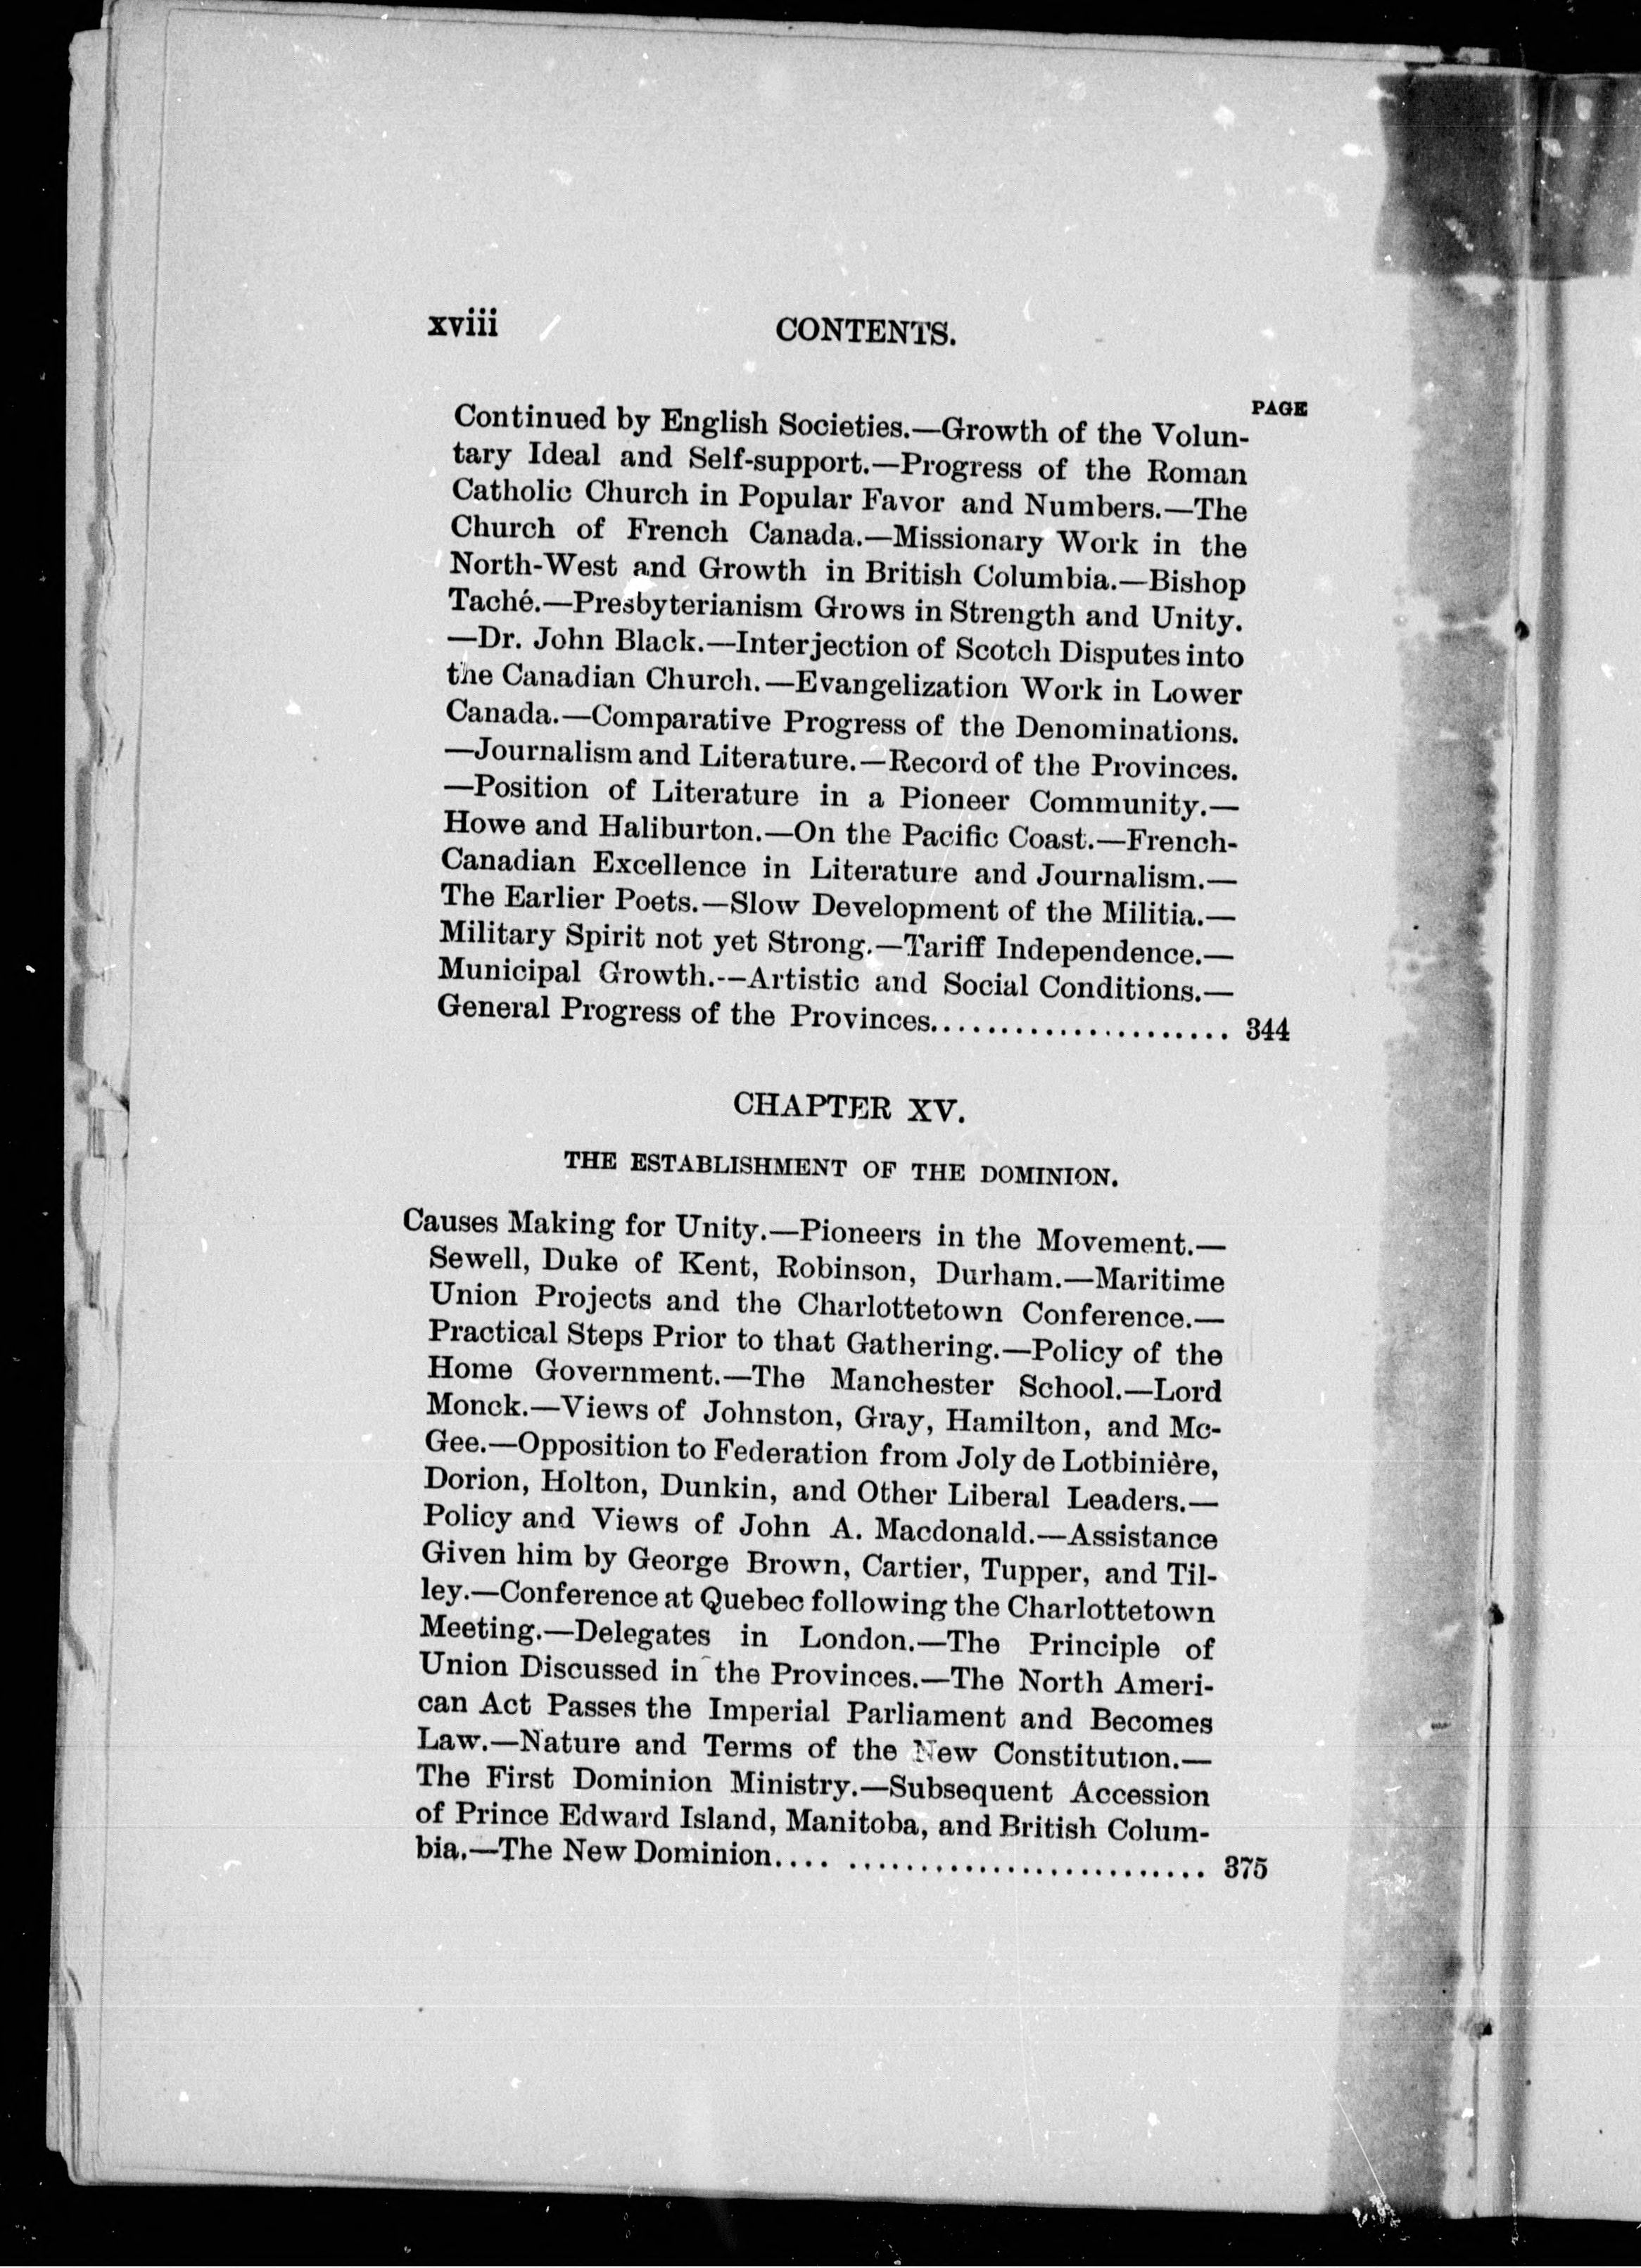 xviii
CONTENTS.
PAGE
Continued by English Societies.—Growth of the Volun-
tary Ideal and Self-support.—Progress of the Roman
Catholic Church in Popular Favor and Numbers.—The
Church of French Canada.—Missionary Work in the
North-West and Growth in British Columbia.—Bishop
Taché.—Presbyterianism Grows in Strength and Unity.
—Dr. John Black.—Interjection of Scotch Disputes into
the Canadian Church.—Evangelization Work in Lower
Canada.—Comparative Progress of the Denominations.
—Journalism and Literature.—Record of the Provinces.
—Position of Literature in a Pioneer Community.—
Howe and Haliburton.—On the Pacific Coast.—French-
Canadian Excellence in Literature and Journalism.—
The Earlier Poets.—Slow Development of the Militia.—
Military Spirit not yet Strong.—Tariff Independence.—
Municipal Growth.--Artistic and Social Conditions.—
General Progress of the Provinces..................... 344
CHAPTER XV.
THE ESTABLISHMENT OF THE DOMINION.
Causes Making for Unity.—Pioneers in the Movement.—
Sewell, Duke of Kent, Robinson, Durham.—Maritime
Union Projects and the Charlottetown Conference.—
Practical Steps Prior to that Gathering.—Policy of the
Home Government.—The Manchester School.—Lord
Monck.—Views of Johnston, Gray, Hamilton, and Mc-
Gee.—Opposition to Federation from Joly de Lotbinière,
Dorion, Holton, Dunkin, and Other Liberal Leaders.—
Policy and Views of John A. Macdonald.—Assistance
Given him by George Brown, Cartier, Tupper, and Til-
ley.—Conference at Quebec following the Charlottetown
Meeting.—Delegates in London.—The Principle of
Union Discussed in the Provinces.—The North Ameri-
can Act Passes the Imperial Parliament and Becomes
Law.—Nature and Terms of the New Constitution.—
The First Dominion Ministry.—Subsequent Accession
of Prince Edward Island, Manitoba, and British Colum-
bia.—The New Dominion.... .......................... 375